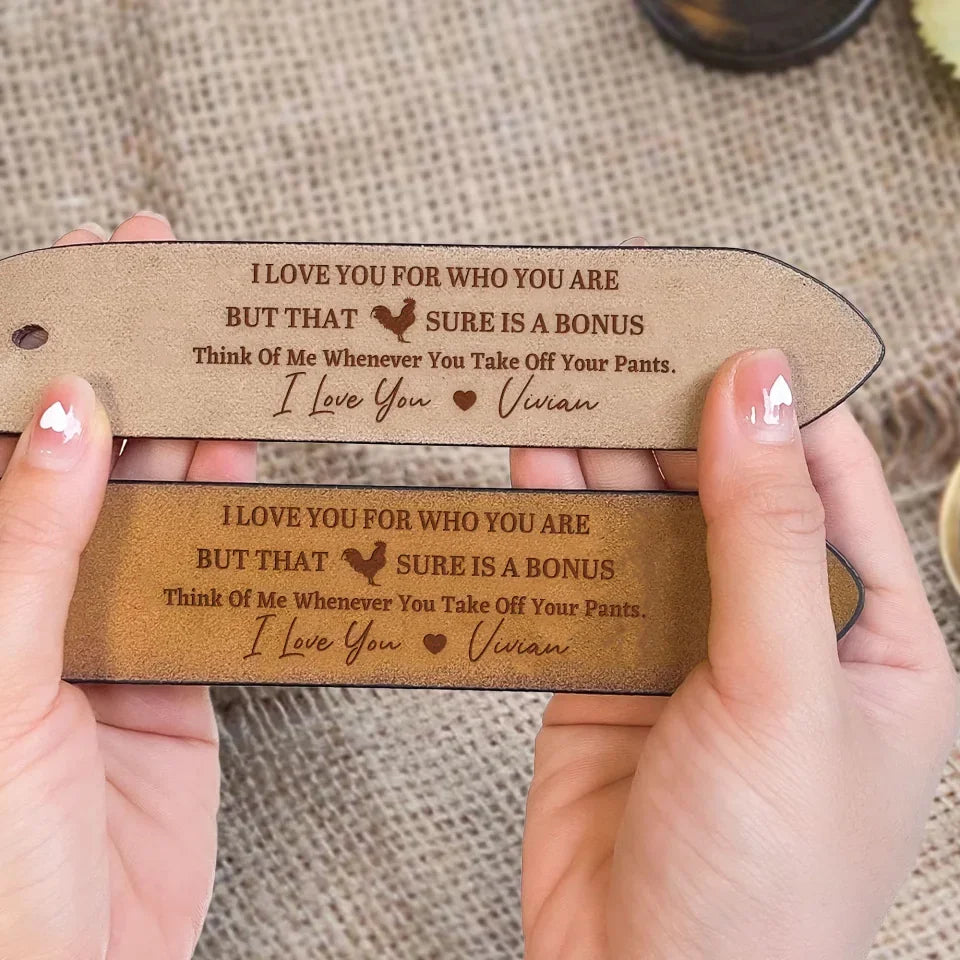 I LOVE YOU FOR WHO YOU ARE
BUT THAT SURE IS A BONUS
Think Of Me Whenever You Take Off Your Pants.
I Love You Vivian
I LOVE YOU FOR WHO YOU ARE
BUT THAT SURE IS A BONUS
Think Of Me Whenever You Take Off Your Pants.
I Love You Vivian